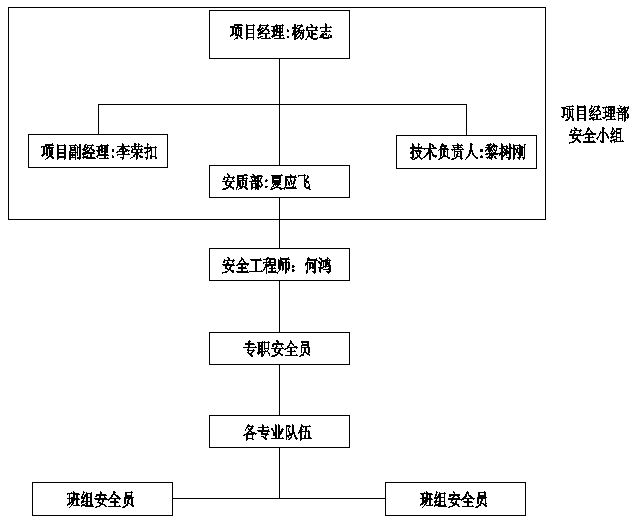 项目经理:杨定志
项目经理部
安全小组
项目副经理:李荣扣
技术负责人:黎树刚
安质部:夏应飞
安全工程师：何鸿
专职安全员
各专业队伍
班组安全员
班组安全员